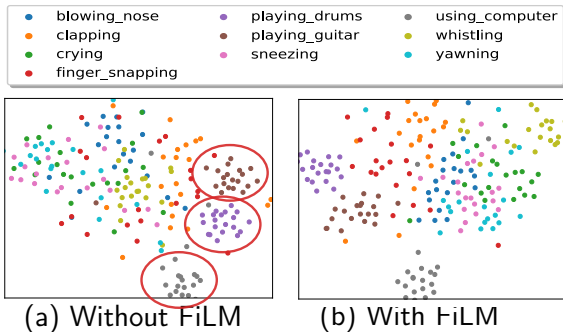 blowing_nose playing_drums using_computer
clapping playing_guitar whistling
crying sneezing yawning
finger_snapping
(a) Without FiLM (b) With FiLM